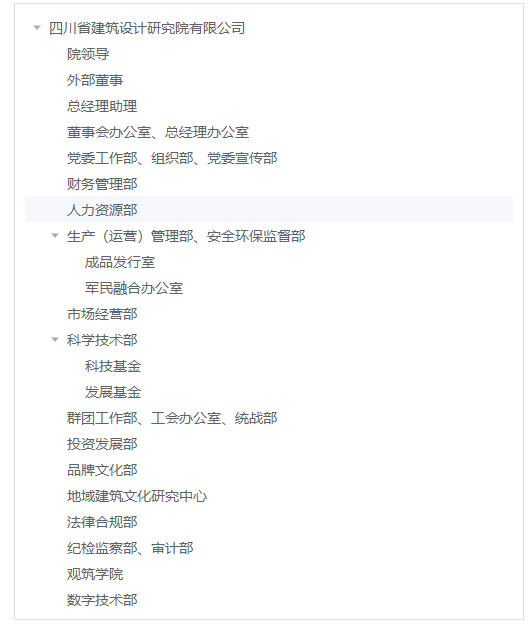 四川省建筑设计研究院有限公司
院领导
外部董事
总经理助理
董事会办公室、总经理办公室
党委工作部、组织部、党委宣传部
财务管理部
人力资源部
生产（运营）管理部、安全环保监督部
成品发行室
军民融合办公室
市场经营部
科学技术部
科技基金
发展基金
群团工作部、工会办公室、统战部
投资发展部
品牌文化部
地域建筑文化研究中心
法律合规部
纪检监察部、审计部
观筑学院
数字技术部